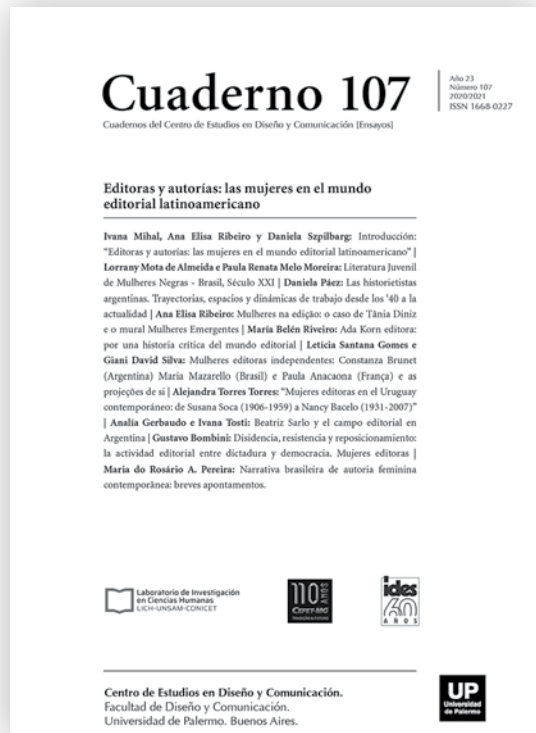 Cuaderno 107
Cuadernos del Centro de Estudios en Diseño y Comunicación [Ensayos]
Año 23
Número 107
2020/2021
ISSN 1668-0227
Editoras y autorías: las mujeres en el mundo
editorial latinoamericano
Ivana Mihal, Ana Elisa Ribeiro y Daniela Szpilbarg: Introducción:
“Editoras y autorías: las mujeres en el mundo editorial latinoamericano” |
Lorrany Mota de Almeida e Paula Renata Melo Moreira: Literatura Juvenil
de Mulheres Negras - Brasil, Século XXI | Daniela Páez: Las historietistas
argentinas. Trayectorias, espacios y dinámicas de trabajo desde los ‘40 a la
actualidad | Ana Elisa Ribeiro: Mulheres na edição: o caso de Tânia Diniz
e o mural Mulheres Emergentes | María Belén Riveiro: Ada Korn editora:
por una historia crítica del mundo editorial | Letícia Santana Gomes e
Giani David Silva: Mulheres editoras independentes: Constanza Brunet
(Argentina) Maria Mazarello (Brasil) e Paula Anacaona (França) e as
projeções de si | Alejandra Torres Torres: “Mujeres editoras en el Uruguay
contemporáneo: de Susana Soca (1906-1959) a Nancy Bacelo (1931-2007)”
| Analía Gerbaudo e Ivana Tosti: Beatriz Sarlo y el campo editorial en
Argentina | Gustavo Bombini: Disidencia, resistencia y reposicionamiento:
la actividad editorial entre dictadura y democracia. Mujeres editoras |
Maria do Rosário A. Pereira: Narrativa brasileira de autoria feminina
contemporânea: breves apontamentos.
Laboratorio de Investigación
en Ciencias Humanas
LICH-UNSAM-CONICET
110 ANOS
CEFET-MG
ides
60
AÑOS
Centro de Estudios en Diseño y Comunicación.
Facultad de Diseño y Comunicación.
Universidad de Palermo. Buenos Aires.
UP
Universidad
de Palermo